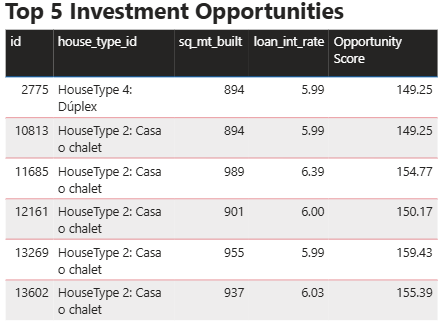 Top 5 Investment Opportunities
id house_type_id sq_mt_built loan_int_rate Opportunity
Score
2775 HouseType 4: 894 5.99 149.25
Dúplex
10813 HouseType 2: Casa 894 5.99 149.25
o chalet
11685 HouseType 2: Casa 989 6.39 154.77
o chalet
12161 HouseType 2: Casa 901 6.00 150.17
o chalet
13269 HouseType 2: Casa 955 5.99 159.43
o chalet
13602 HouseType 2: Casa 937 6.03 155.39
o chalet